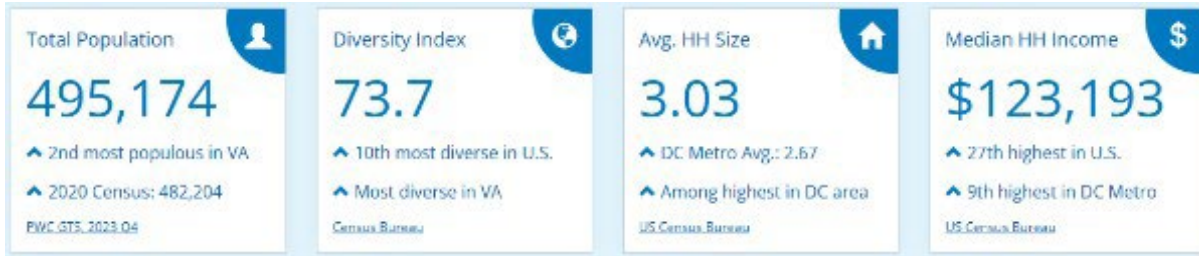 Total Population
495,174
2nd most populous in VA
2020 Census: 482,204
PWC GTS, 2023 Q4
Diversity Index
73.7
10th most diverse in U.S.
Most diverse in VA
Census Bureau
Avg. HH Size
3.03
DC Metro Avg.: 2.67
Among highest in DC area
US Census Bureau
Median HH Income
$
$123,193
27th highest in U.S.
9th highest in DC Metro
US Census Bureau